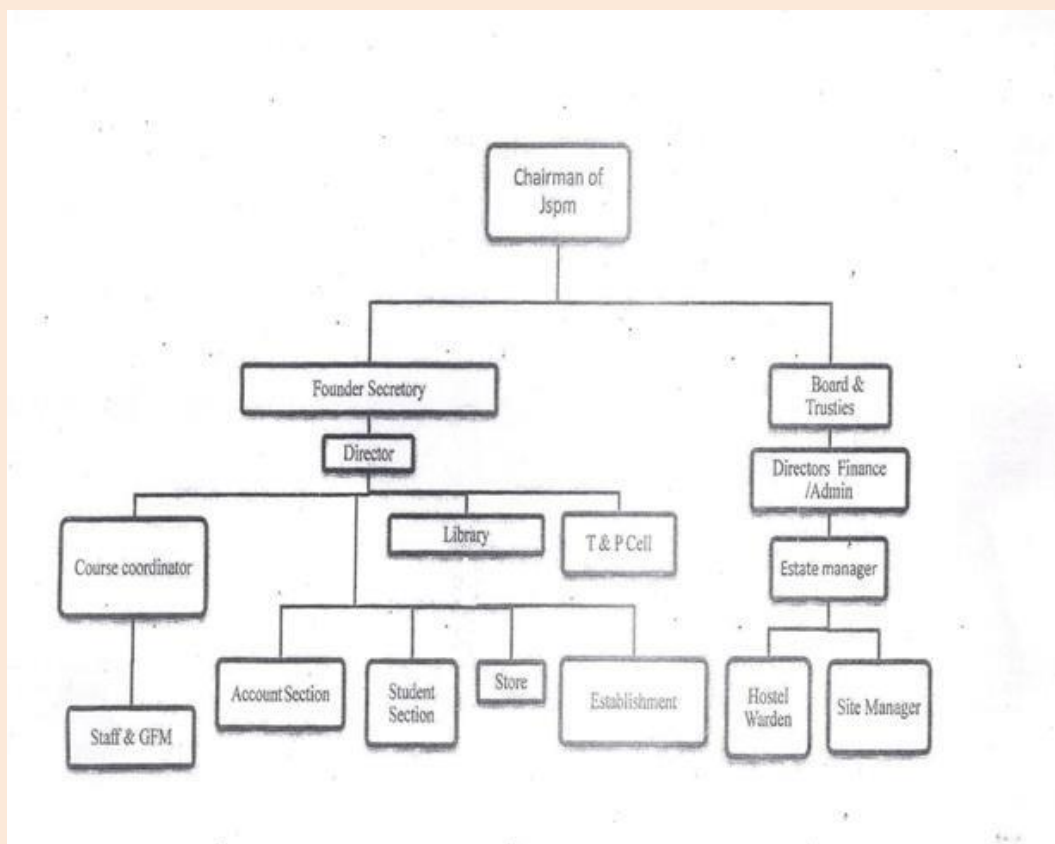 Chairman of
Jspm
Founder Secretory
Board &
Trusties
Director
Directors Finance
/Admin
Course coordinator
Library
T & P Cell
Estate manager
Account Section
Student
Section
Store
Establishment
Hostel
Warden
Site Manager
Staff & GFM